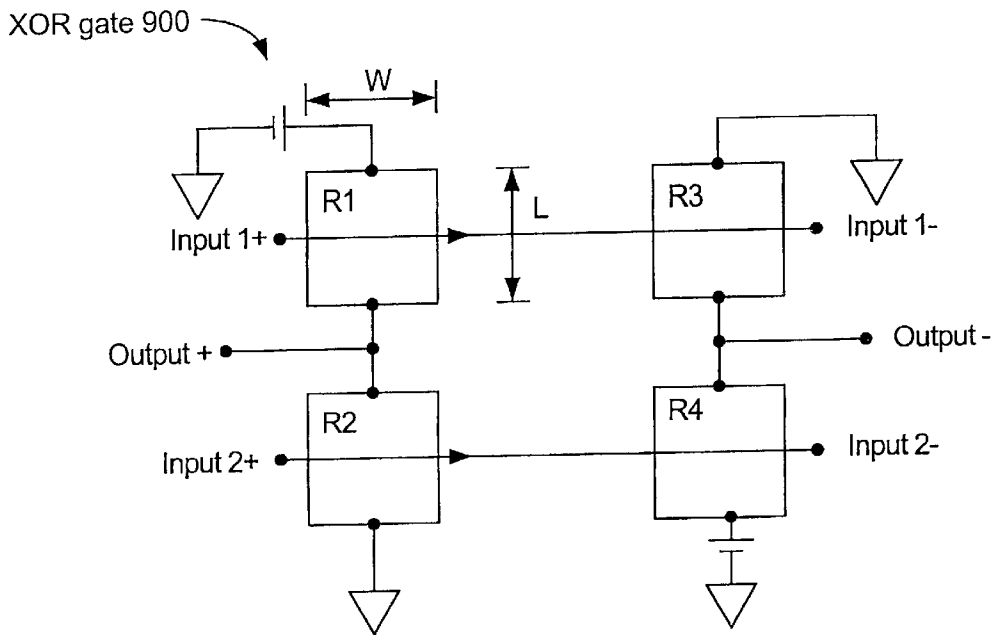 XOR gate 900
W
R1
L
R3
Input 1+
Input 1-
Output +
Output -
R2
R4
Input 2+
Input 2-